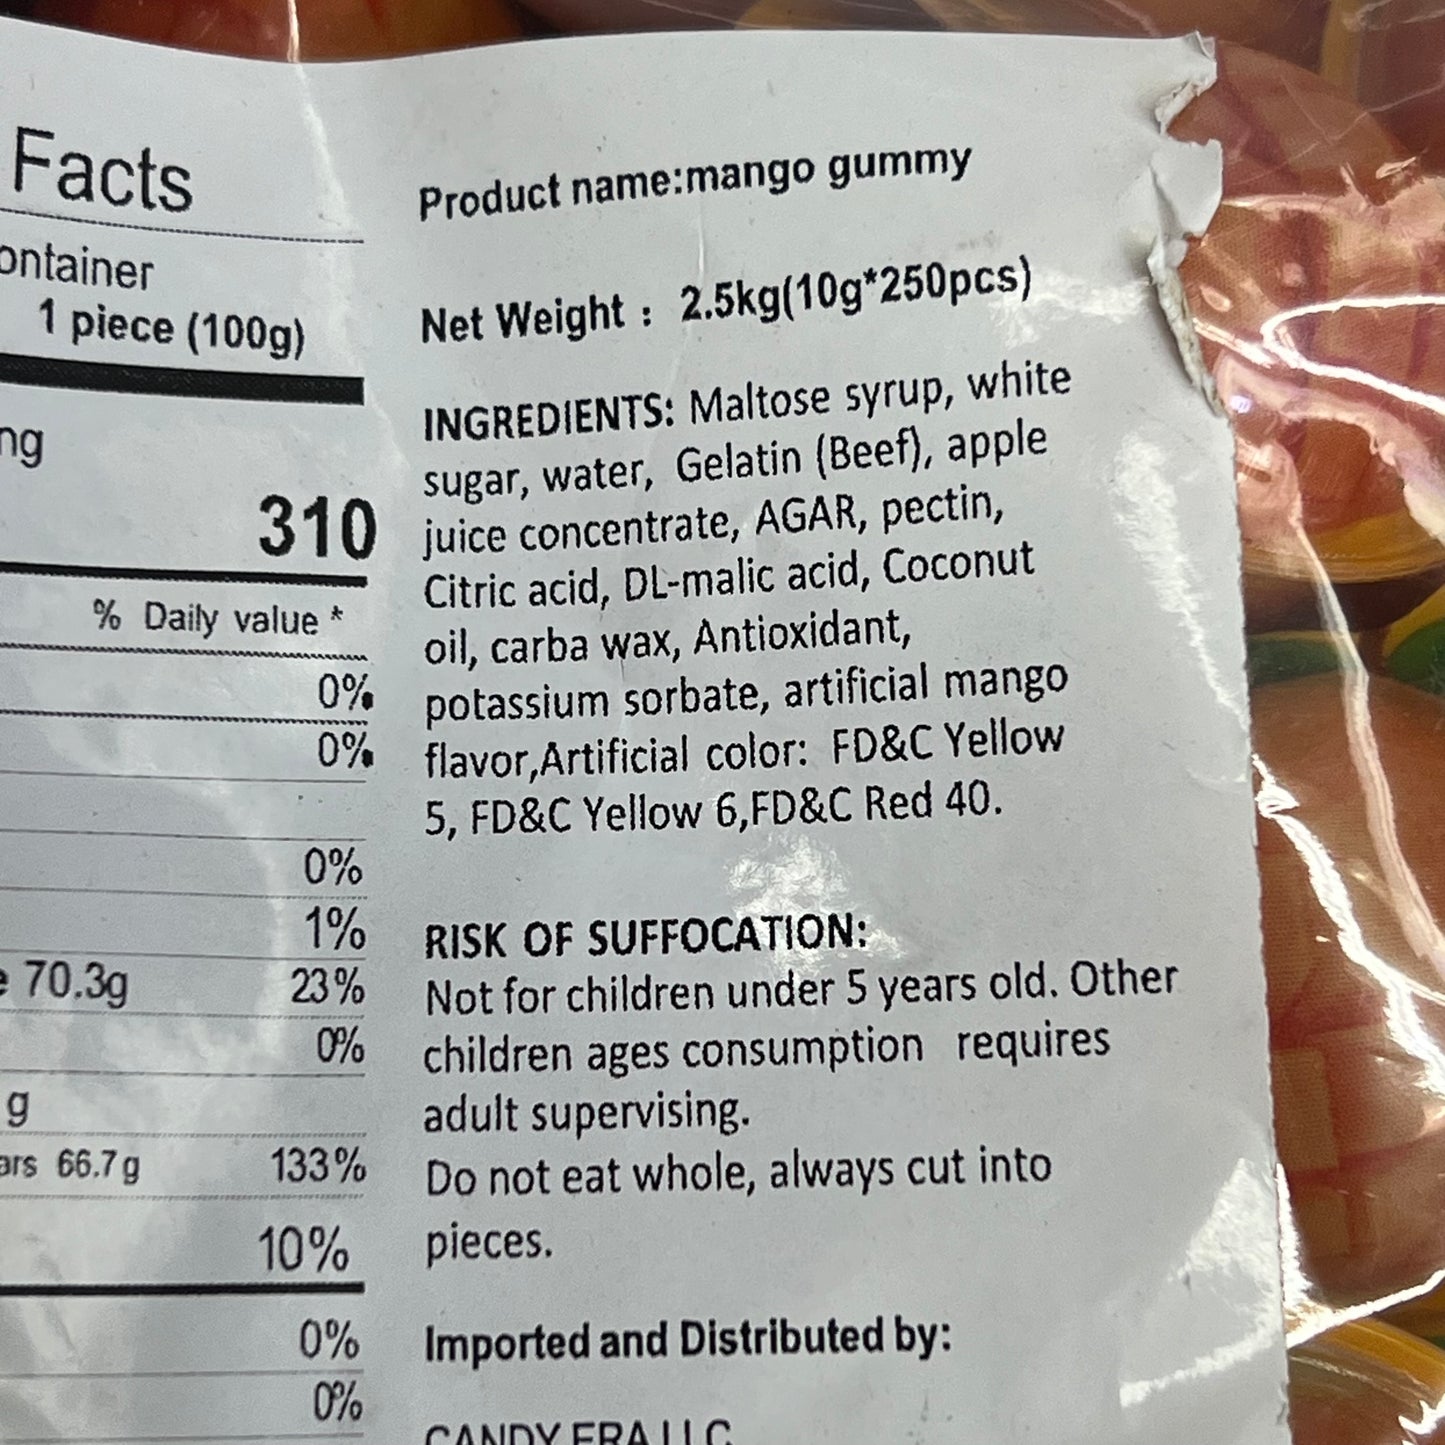 Facts
ontainer
1 piece (100g)
ng
310
% Daily value *
0%
0%
0%
1%
e 70.3g 23%
0%
g
ars 66.7g 133%
10%
0%
0%
Product name:mango gummy
Net Weight : 2.5kg(10g*250pcs)
INGREDIENTS: Maltose syrup, white
sugar, water, Gelatin (Beef), apple
juice concentrate, AGAR, pectin,
Citric acid, DL-malic acid, Coconut
oil, carba wax, Antioxidant,
potassium sorbate, artificial mango
flavor,Artificial color: FD&C Yellow
5, FD&C Yellow 6,FD&C Red 40.
RISK OF SUFFOCATION:
Not for children under 5 years old. Other
children ages consumption requires
adult supervising.
Do not eat whole, always cut into
pieces.
Imported and Distributed by:
CANDY ERA LLC